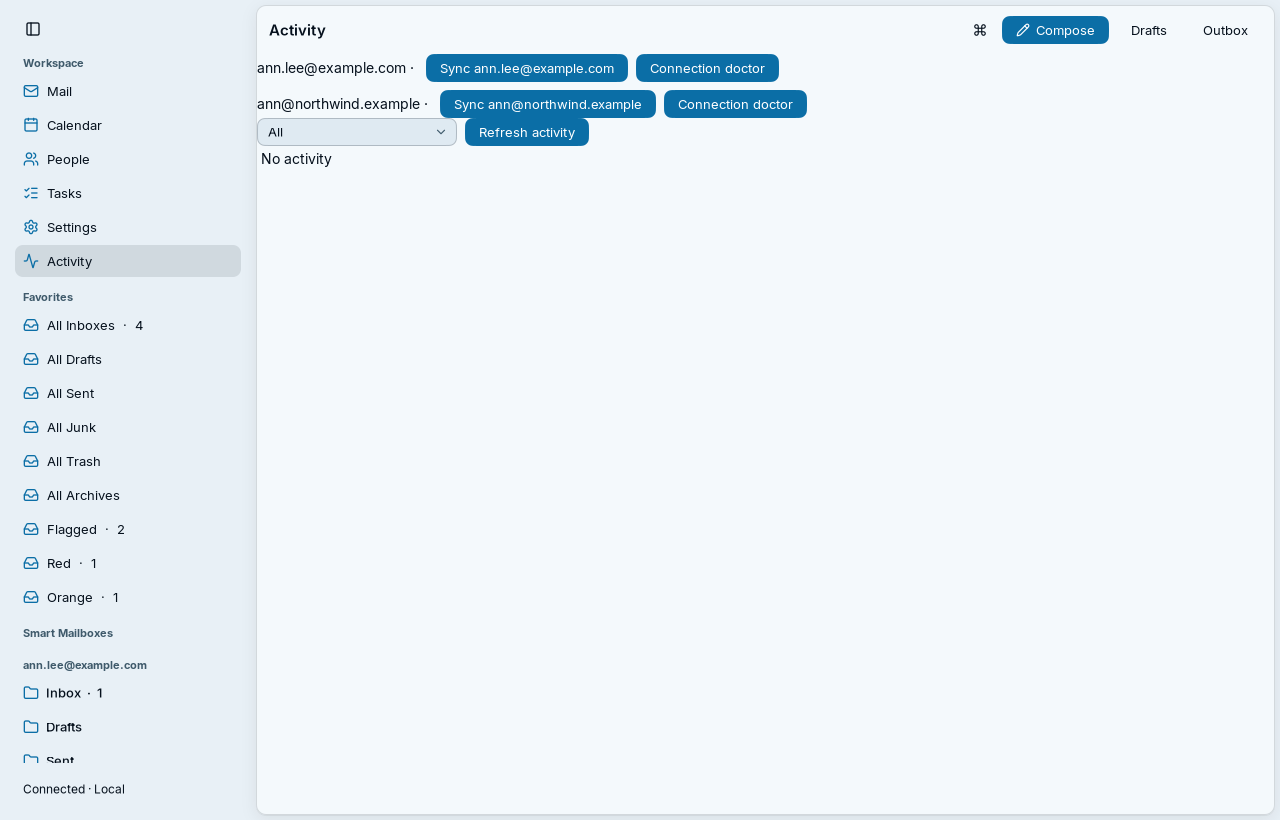 Workspace
Mail
Calendar
People
Tasks
Settings
Activity
Favorites
All Inboxes · 4
All Drafts
All Sent
All Junk
All Trash
All Archives
Flagged · 2
Red · 1
Orange · 1
Smart Mailboxes
ann.lee@example.com
Inbox · 1
Drafts
Sent
Connected · Local
Activity
⌘ Compose Drafts Outbox
ann.lee@example.com · Sync ann.lee@example.com Connection doctor
ann@northwind.example · Sync ann@northwind.example Connection doctor
All Refresh activity
No activity